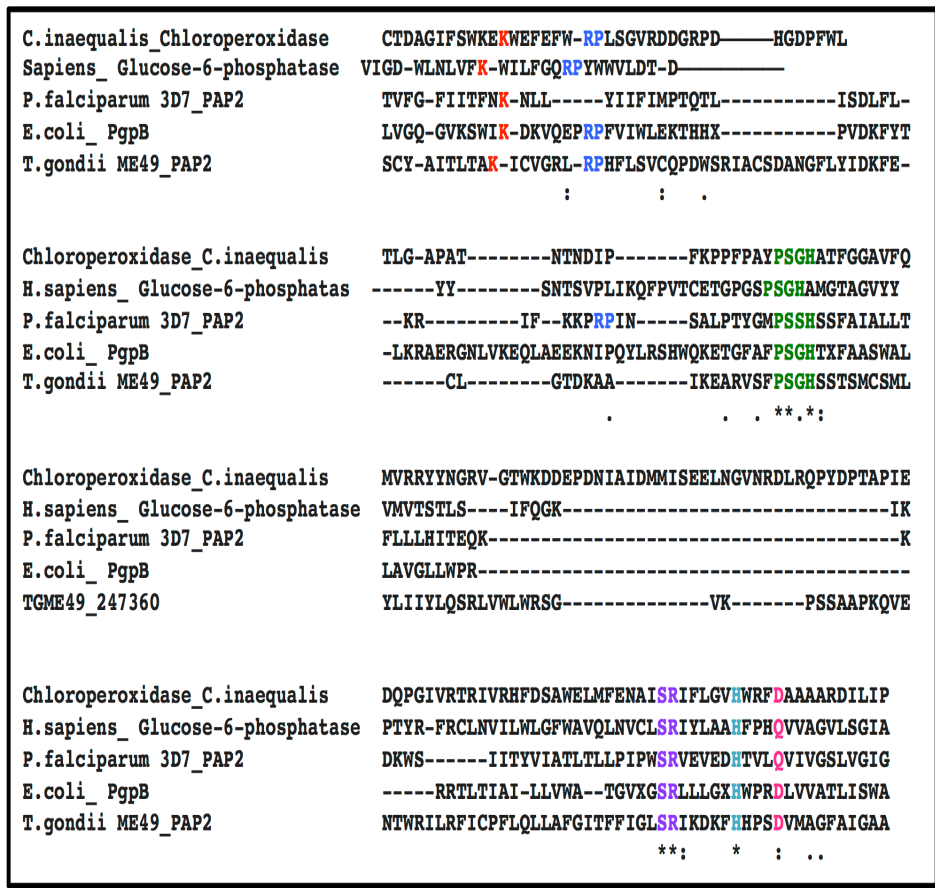 C.inaequalis_Chloroperoxidase CTDAGIFSWKEKWEFEFW-RPLSGVRDDGRPD—————HGDPFWL
Sapiens_ Glucose-6-phosphatase VIGD-WLNLVFK-WILFGQRPYWWVLDT-D——————————
P.falciparum 3D7_PAP2 TVFG-FIITFNK-NLL-----YIIFIMPTQTL-----------ISDLFL-
E.coli_ PgpB LVGQ-GVKSWIK-DKVQEPRPFVIWLEKTHHX-----------PVDKFYT
T.gondii ME49_PAP2 SCY-AITLTAK-ICVGRL-RPHFLSVCQPDWSRIACSDANGFLYIDKFE-
: : .
Chloroperoxidase_C.inaequalis TLG-APAT--------NTNDIP-------FKPPFPAYPSGHATFGGAVFQ
H.sapiens_ Glucose-6-phosphatas ------YY--------SNTSVPLIKQFPVTCETGPGSPSGHAMGTAGVYY
P.falciparum 3D7_PAP2 --KR---------IF--KKPRPIN-----SALPTYGMPSSHSSFAIALLT
E.coli_ PgpB -LKRAERGNLVKEQLAEEKNIPQYLRSHWQKETGFAFPSGHTXFAASWAL
T.gondii ME49_PAP2 ------CL--------GTDKAA------IKEARVSFPSGHSSTSMCSML
. . . **.*:
Chloroperoxidase_C.inaequalis MVRRYYNGRV-GTWKDDEPDNIAIDMMISEELNGVNRDLRQPYDPTAPIE
H.sapiens_ Glucose-6-phosphatase VMVTSTLS----IFQGK-------------------------------IK
P.falciparum 3D7_PAP2 FLLLHITEQK---------------------------------------K
E.coli_ PgpB LAVGLLWPR-----------------------------------------
TGME49_247360 YLIIYLQSRLVWLWRSG--------------VK-------PSSAAPKQVE
Chloroperoxidase_C.inaequalis DQPGIVRTRIVRHFDSAWELMFENAISRIFLGVHWRFDAAAARDILIP
H.sapiens_ Glucose-6-phosphatase PTYR-FRCLNVILWLGFWAVQLNVCLSRIYLAAHFPHQVVAGVLSGIA
P.falciparum 3D7_PAP2 DKWS------IITYVIATLTLLPIPWSRVEVEDHTVLQVIVGSLVGIG
E.coli_ PgpB -----RRTLTIAI-LLVWA--TGVXGSRLLLGXHWPRDLVVATLISWA
T.gondii ME49_PAP2 NTWRILRFICPFLQLLAFGITFFIGLSRIKDKFHHPSDVMAGFAIGAA
**: * : ..